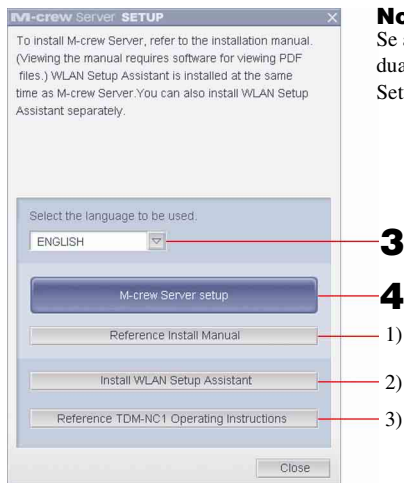 M-crew Server SETUP
To install M-crew Server, refer to the installation manual.
(Viewing the manual requires software for viewing PDF
files.) WLAN Setup Assistant is installed at the same
time as M-crew Server.You can also install WLAN Setup
Assistant separately.
Select the language to be used.
ENGLISH
M-crew Server setup
Reference Install Manual
Install WLAN Setup Assistant
Reference TDM-NC1 Operating Instructions
Close
3
4
1)
2)
3)
No
Se
dua
Set